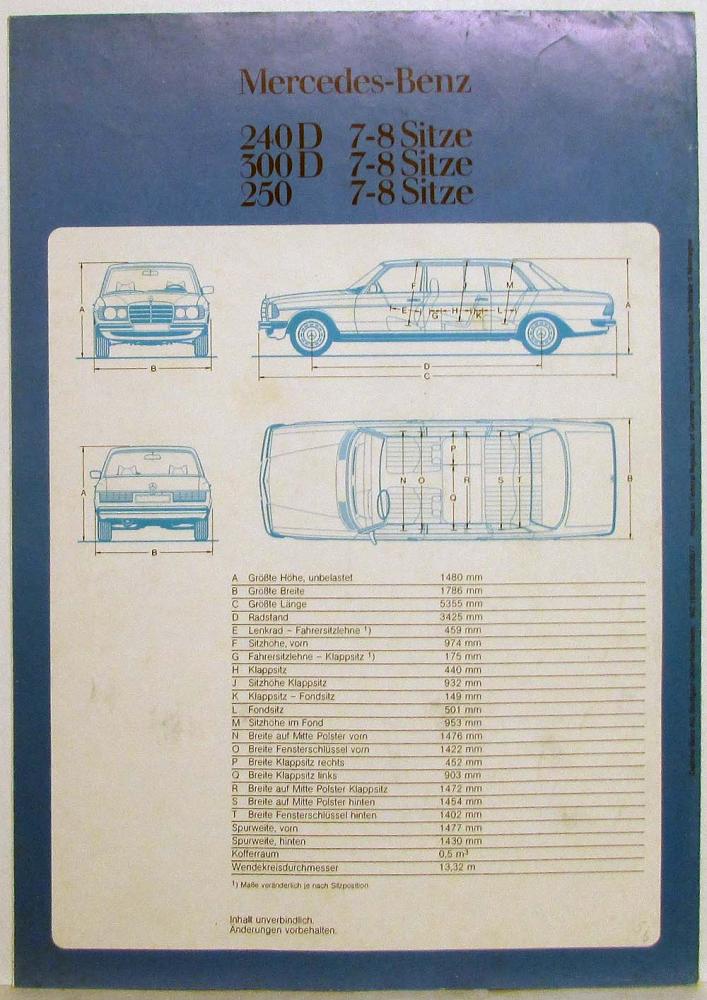 Mercedes-Benz
240 D 7-8 Sitze
300 D 7-8 Sitze
250 7-8 Sitze
A
B
F
M
A
E
G
H
K
L
D
C
A
B
N
O
P
Q
R
S
T
B
A Größte Höhe, unbelastet 1480 mm
B Größte Breite 1786 mm
C Größte Länge 5355 mm
D Radstand 3425 mm
E Lenkrad – Fahrersitzlehne ¹) 459 mm
F Sitzhöhe, vorn 974 mm
G Fahrersitzlehne – Klappsitz ¹) 175 mm
H Klappsitz 440 mm
J Sitzhöhe Klappsitz 932 mm
K Klappsitz – Fondsitz 149 mm
L Fondsitz 501 mm
M Sitzhöhe im Fond 953 mm
N Breite auf Mitte Polster vorn 1476 mm
O Breite Fensterschlüssel vorn 1422 mm
P Breite Klappsitz rechts 452 mm
Q Breite Klappsitz links 903 mm
R Breite auf Mitte Polster Klappsitz 1472 mm
S Breite auf Mitte Polster hinten 1454 mm
T Breite Fensterschlüssel hinten 1402 mm
Spurweite, vorn 1477 mm
Spurweite, hinten 1430 mm
Kofferraum 0,5 m³
Wendekreisdurchmesser 13,32 m
¹) Maße veränderlich je nach Sitzposition
Inhalt unverbindlich.
Änderungen vorbehalten.